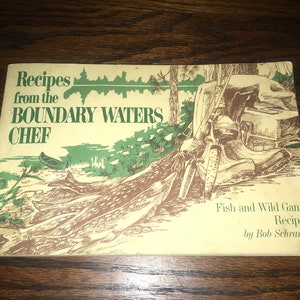 Recipes
from the
BOUNDARY WATERS
CHEF
Fish and Wild Gam
Recip
by Bob Schra